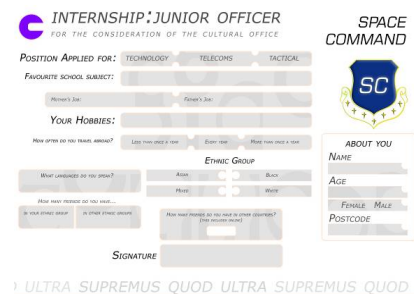 INTERNSHIP:JUNIOR OFFICER
FOR THE CONSIDERATION OF THE CULTURAL OFFICE
SPACE
COMMAND
SC
POSITION APPLIED FOR: TECHNOLOGY TELECOMS TACTICAL
FAVOURITE SCHOOL SUBJECT:
MOTHER'S JOB: FATHER'S JOB:
YOUR HOBBIES:
HOW OFTEN DO YOU TRAVEL ABROAD? LESS THAN ONCE A YEAR EVERY YEAR MORE THAN ONCE A YEAR
ETHNIC GROUP
WHAT LANGUAGES DO YOU SPEAK?
ASIAN BLACK
MIXED WHITE
HOW MANY FRIENDS DO YOU HAVE...
IN YOUR ETHNIC GROUP IN OTHER ETHNIC GROUPS
HOW MANY FRIENDS DO YOU HAVE IN OTHER COUNTRIES?
(THIS INCLUDES ONLINE)
SIGNATURE
ABOUT YOU
NAME
AGE
FEMALE MALE
POSTCODE
ULTRA SUPREMUS QUOD ULTRA SUPREMUS QUOD